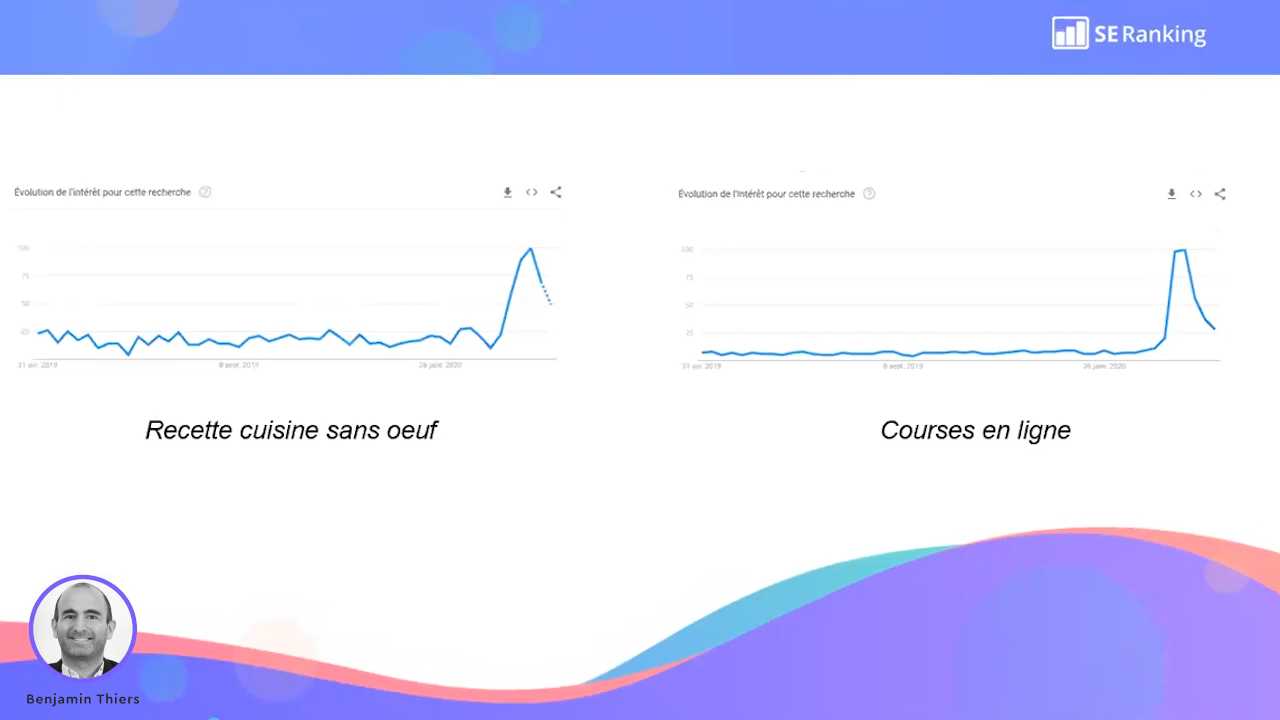 SE Ranking
Évolution de l'intérêt pour cette recherche
100
75
50
25
21 avr. 2019
8 sept. 2019
26 janv. 2020
Recette cuisine sans oeuf
Évolution de l'intérêt pour cette recherche
100
75
50
25
21 avr. 2019
8 sept. 2019
26 janv. 2020
Courses en ligne
Benjamin Thiers